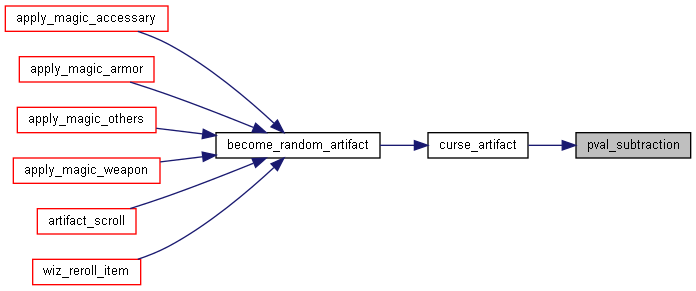 apply_magic_accessary
apply_magic_armor
apply_magic_others
become_random_artifact
curse_artifact
pval_subtraction
apply_magic_weapon
artifact_scroll
wiz_reroll_item